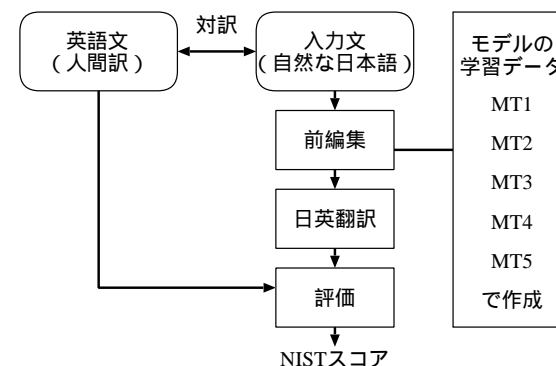 英語文
（人間訳）
対訳
入力文
（自然な日本語）
前編集
日英翻訳
評価
NISTスコア
モデルの
学習データ
MT1
MT2
MT3
MT4
MT5
で作成